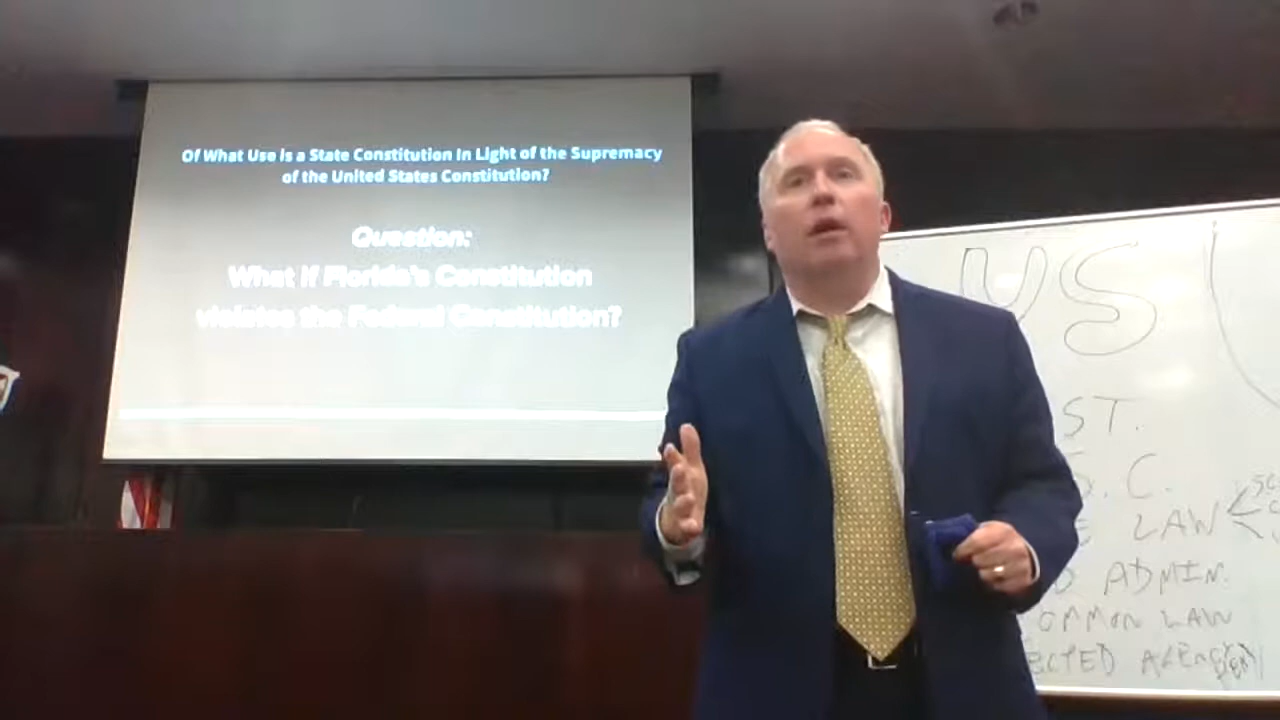 Of What Use is a State Constitution In Light of the Supremacy
of the United States Constitution?
Question:
What if Florida's Constitution
violates the Federal Constitution?
US
ST.
S.C.
LAW
ADMIN.
OMMON LAW
ECTED